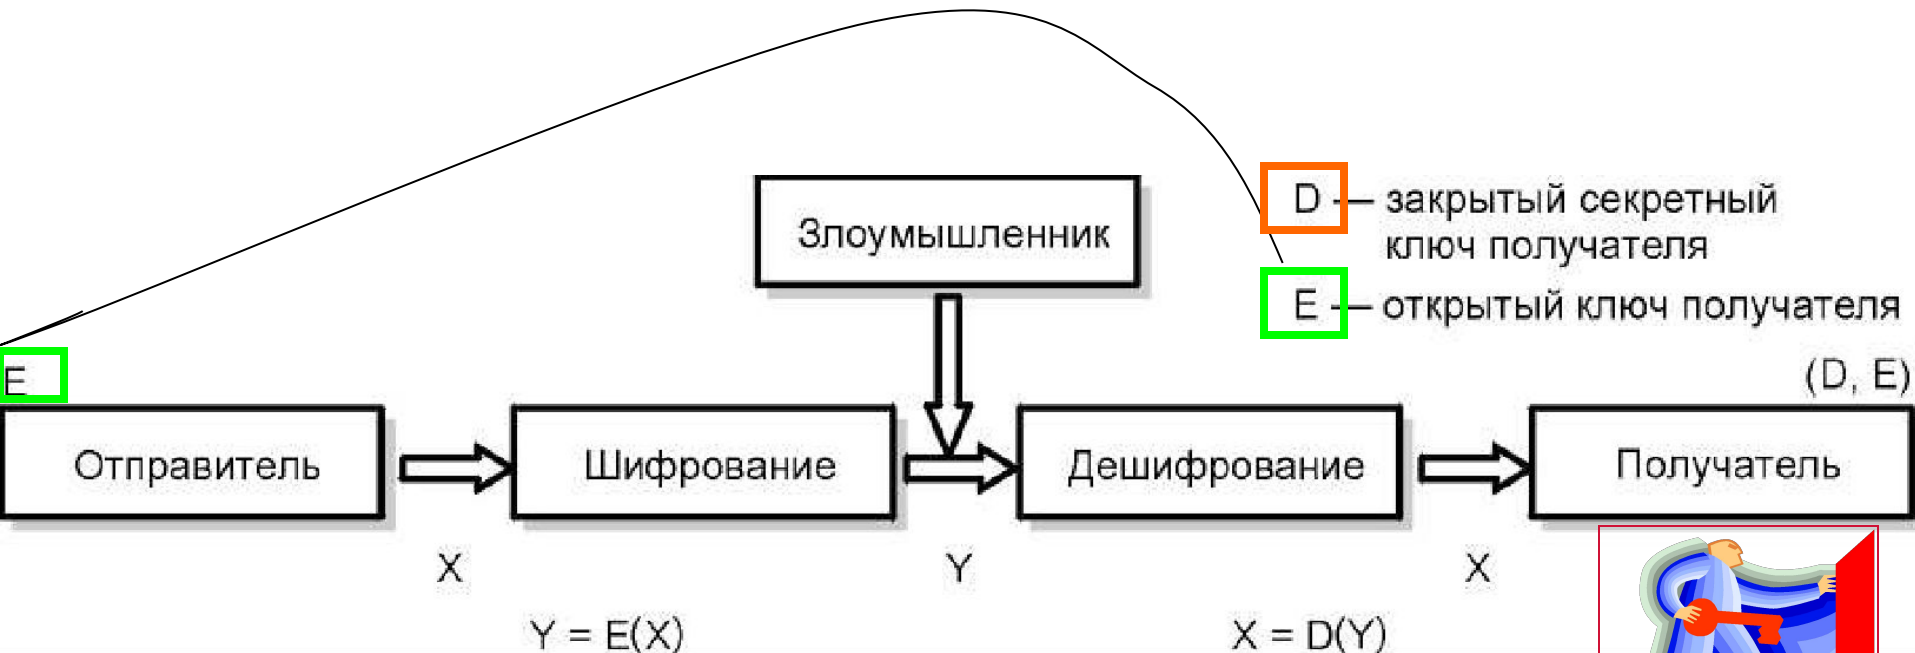 Злоумышленник
D — закрытый секретный
ключ получателя
E — открытый ключ получателя
E
(D, E)
Отправитель
Шифрование
Дешифрование
Получатель
X
Y
X
Y = E(X)
X = D(Y)